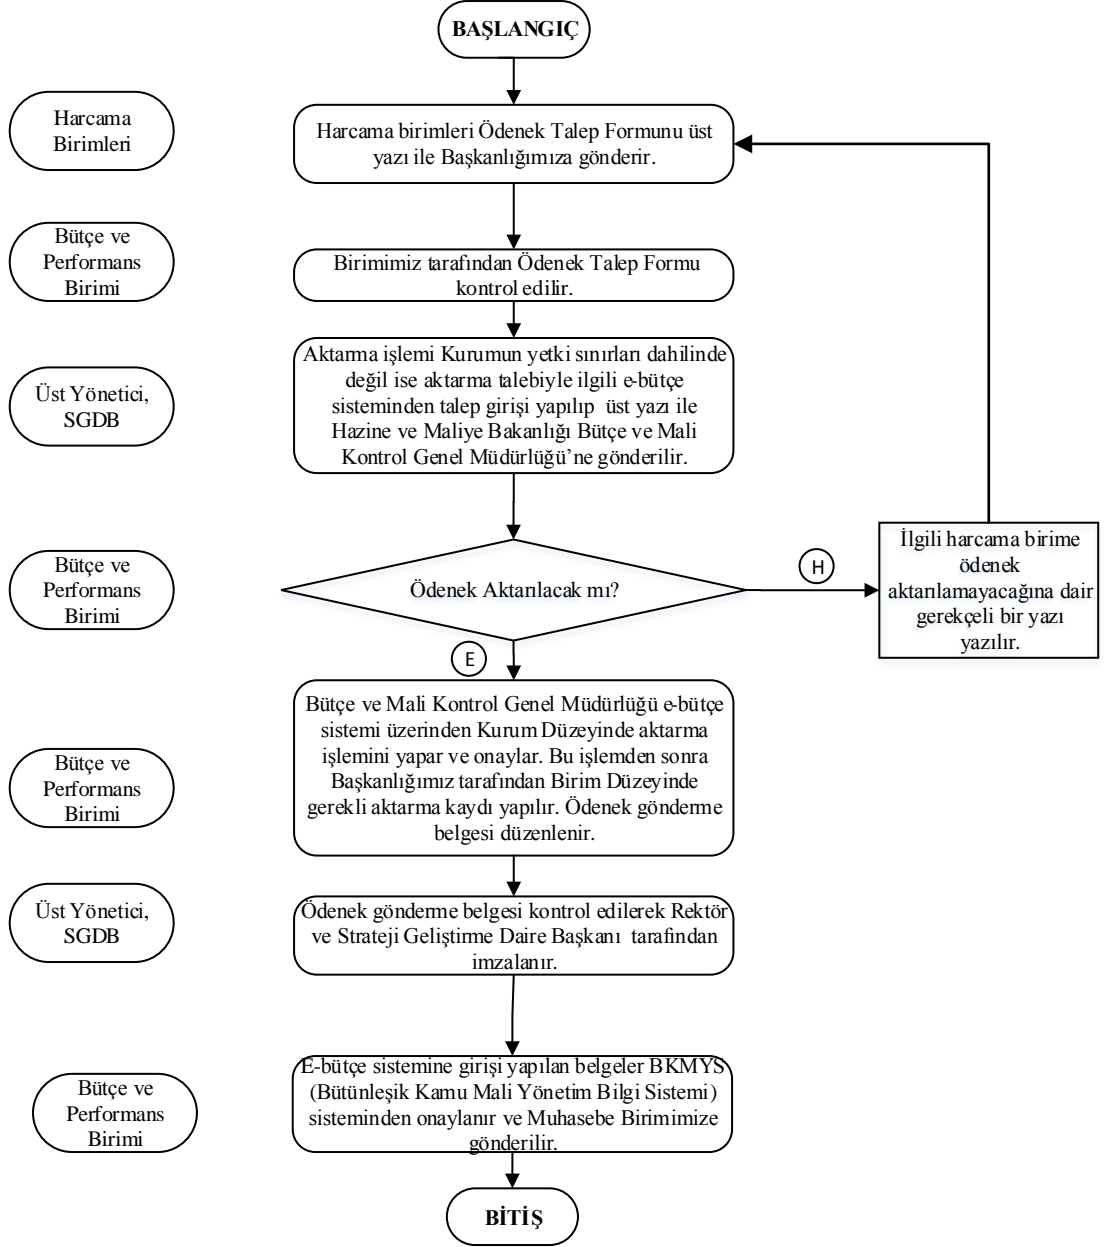 BAŞLANGIÇ
Harcama
Birimleri
Harcama birimleri Ödenek Talep Formunu üst
yazı ile Başkanlığımıza gönderir.
Bütçe ve
Performans
Birimi
Birimimiz tarafından Ödenek Talep Formu
kontrol edilir.
Üst Yönetici,
SGDB
Aktarma işlemi Kurumun yetki sınırları dahilinde
değil ise aktarma talebiyle ilgili e-bütçe
sisteminden talep girişi yapılıp üst yazı ile
Hazine ve Maliye Bakanlığı Bütçe ve Mali
Kontrol Genel Müdürlüğü’ne gönderilir.
Bütçe ve
Performans
Birimi
Ödenek Aktarılacak mı?
H
İlgili harcama birime
ödenek
aktarılamayacağına dair
gerekçeli bir yazı
yazılır.
E
Bütçe ve
Performans
Birimi
Bütçe ve Mali Kontrol Genel Müdürlüğü e-bütçe
sistemi üzerinden Kurum Düzeyinde aktarma
işlemini yapar ve onaylar. Bu işlemden sonra
Başkanlığımız tarafından Birim Düzeyinde
gerekli aktarma kaydı yapılır. Ödenek gönderme
belgesi düzenlenir.
Üst Yönetici,
SGDB
Ödenek gönderme belgesi kontrol edilerek Rektör
ve Strateji Geliştirme Daire Başkanı tarafından
imzalanır.
Bütçe ve
Performans
Birimi
E-bütçe sistemine girişi yapılan belgeler BKMYS
(Bütünleşik Kamu Mali Yönetim Bilgi Sistemi)
sisteminden onaylanır ve Muhasebe Birimimize
gönderilir.
BİTİŞ